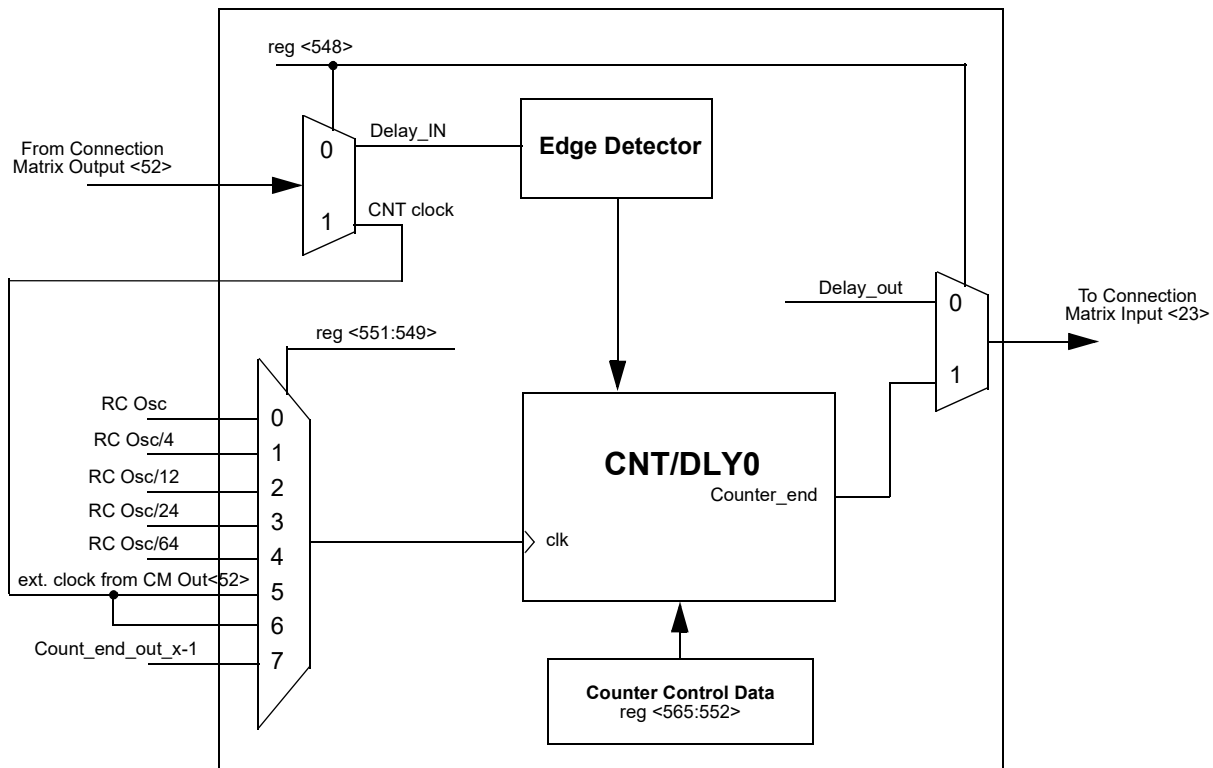 reg <548>
From Connection
Matrix Output <52>
0
1
Delay_IN
CNT clock
Edge Detector
Delay_out
0
1
To Connection
Matrix Input <23>
reg <551:549>
RC Osc
RC Osc/4
RC Osc/12
RC Osc/24
RC Osc/64
ext. clock from CM Out<52>
Count_end_out_x-1
0
1
2
3
4
5
6
7
CNT/DLY0
Counter_end
clk
Counter Control Data
reg <565:552>